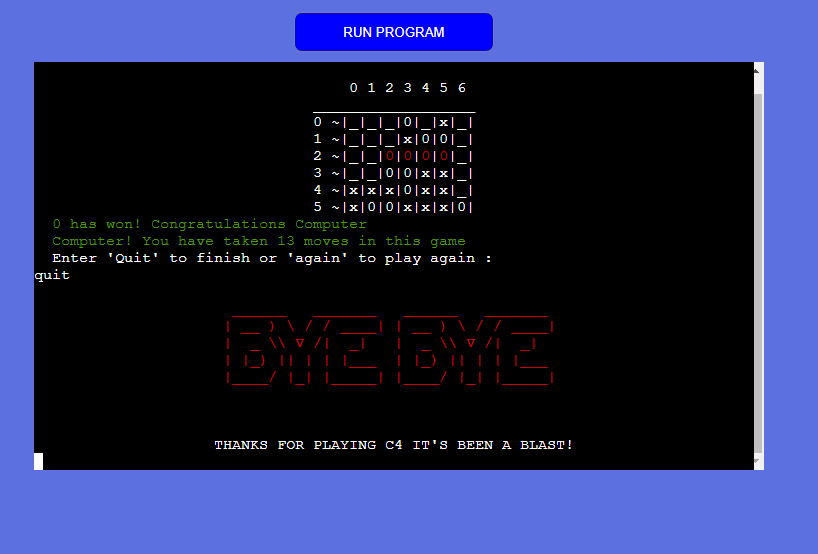 RUN PROGRAM
0 1 2 3 4 5 6
__________________
0 ~|_|_|_|0|_|x|_|
1 ~|_|_|_|x|0|0|_|
2 ~|_|_|0|0|0|0|_|
3 ~|_|_|0|0|x|x|_|
4 ~|x|x|x|0|x|x|_|
5 ~|x|0|0|x|x|x|0|
0 has won! Congratulations Computer
Computer! You have taken 13 moves in this game
Enter 'Quit' to finish or 'again' to play again :
quit
BYE BYE
THANKS FOR PLAYING C4 IT'S BEEN A BLAST!